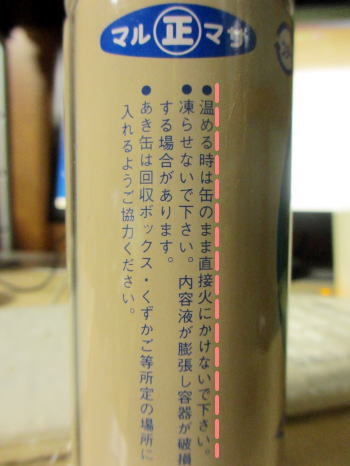 マル正マサ
●温める時は缶のまま直接火にかけないで下さい。
●凍らせないで下さい。内容液が膨張し容器が破損
する場合があります。
●あき缶は回収ボックス・くずかご等所定の場所に
入れるようご協力ください。